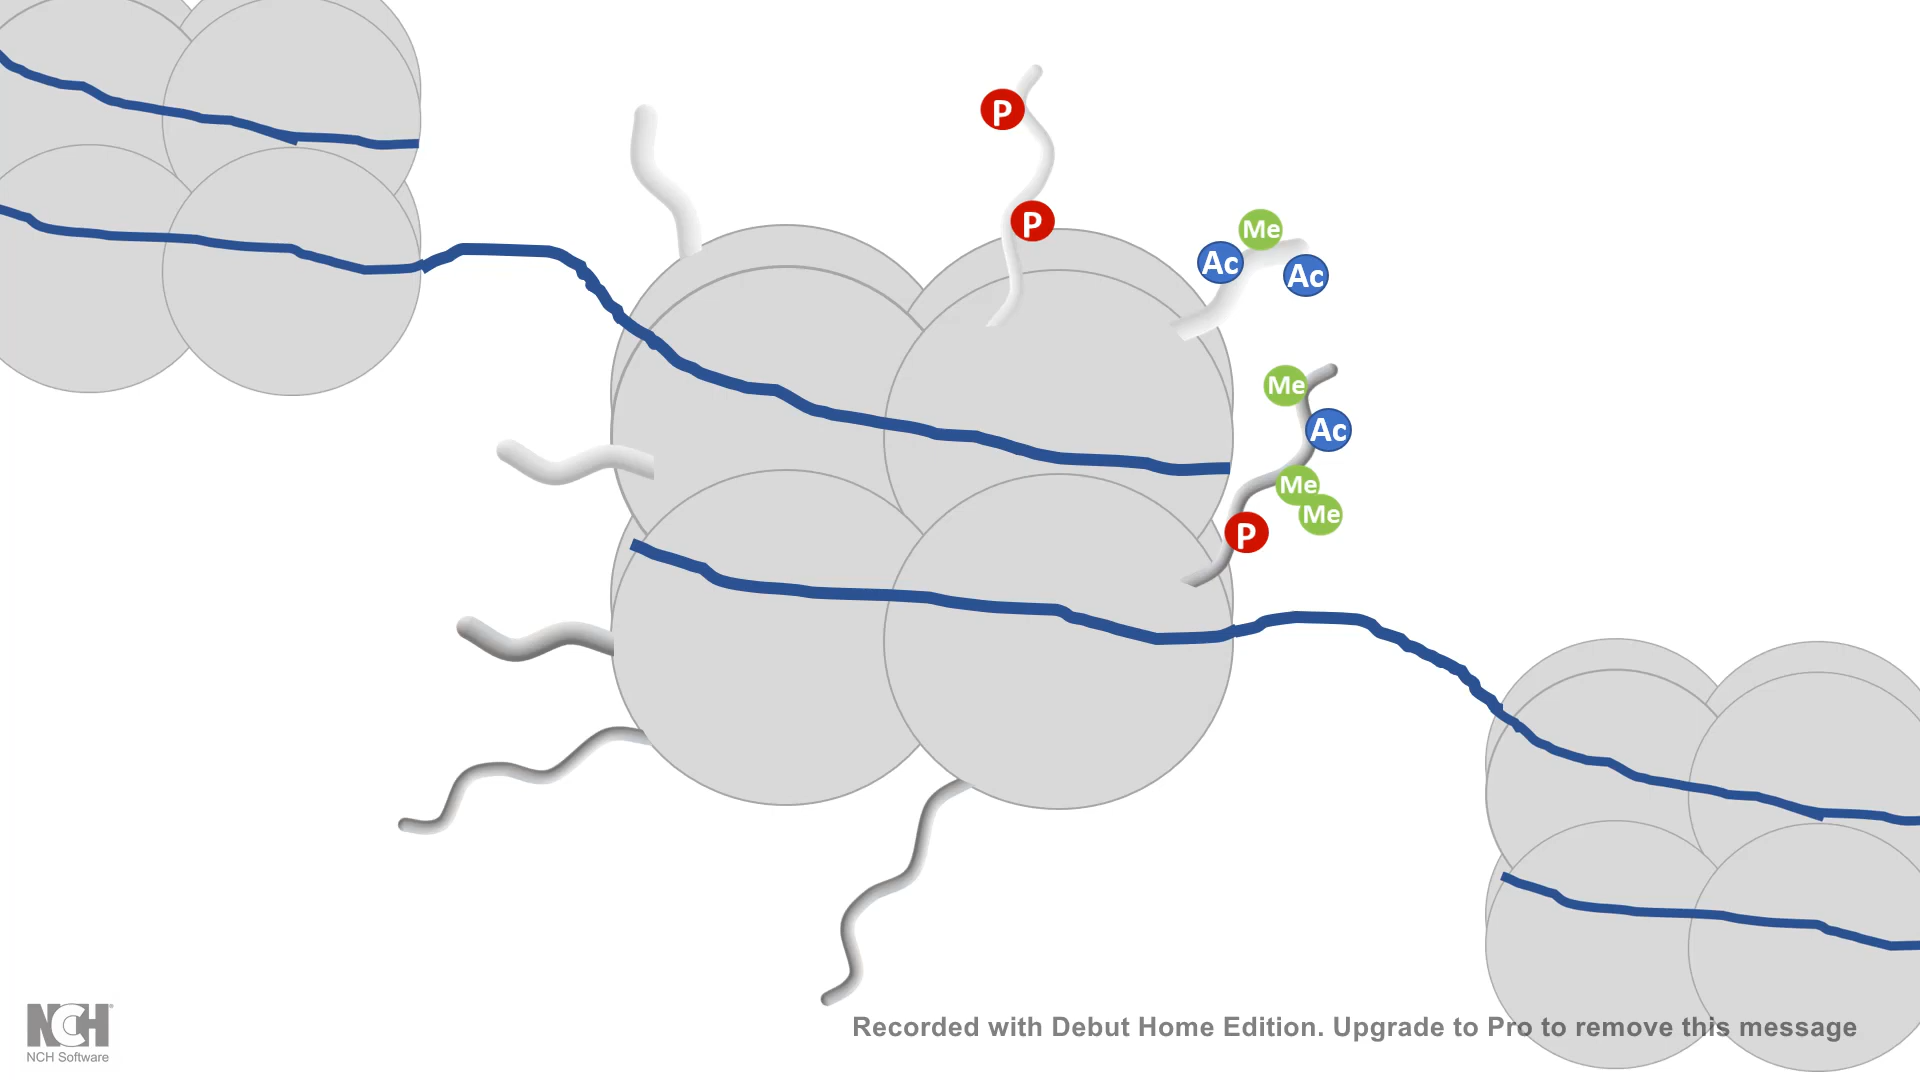 P
P
Me
Ac
Ac
Me
Ac
Me
Me
P
NCH®
NCH Software
Recorded with Debut Home Edition. Upgrade to Pro to remove this message